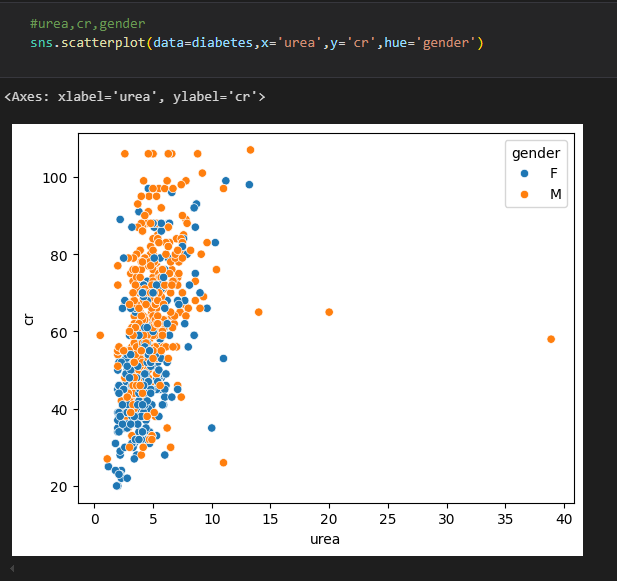 #urea,cr,gender
sns.scatterplot(data=diabetes,x='urea',y='cr',hue='gender')
<Axes: xlabel='urea', ylabel='cr'>
gender
F
M
100
80
60
40
20
cr
0 5 10 15 20 25 30 35 40
urea